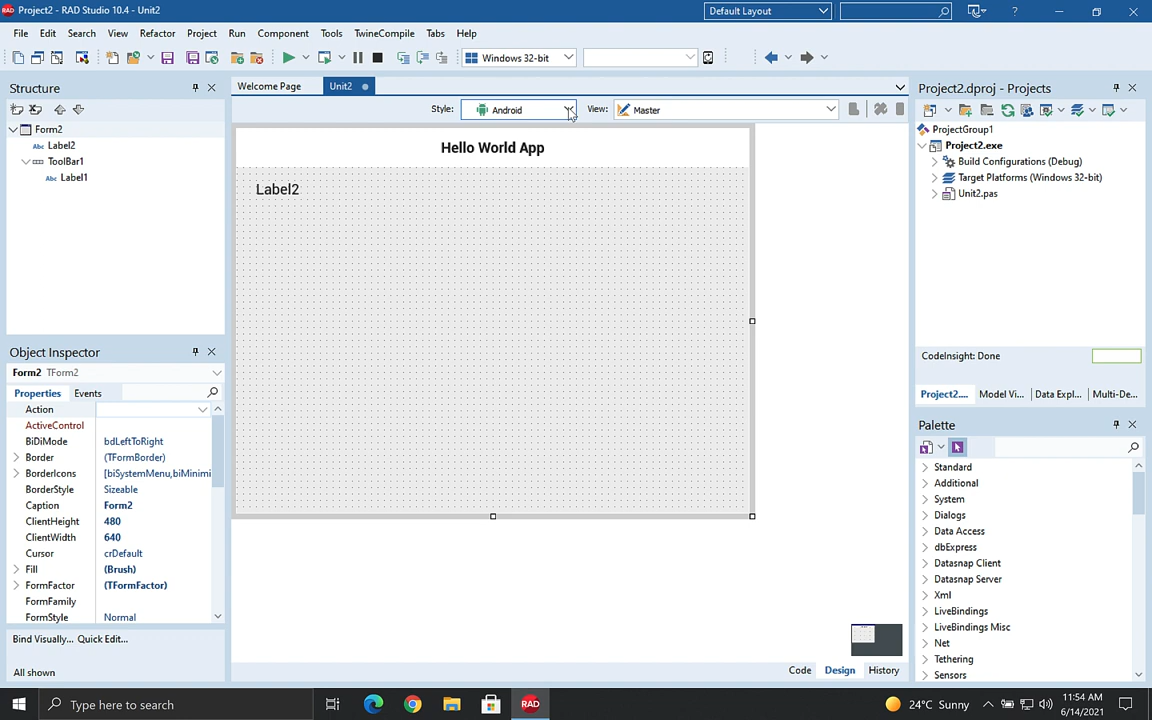 Project2 - RAD Studio 10.4 - Unit2
Default Layout
File Edit Search View Refactor Project Run Component Tools TwineCompile Tabs Help
Windows 32-bit
Structure
Form2
Label2
ToolBar1
Label1
Welcome Page Unit2
Style: Android View: Master
Hello World App
Label2
Object Inspector
Form2 TForm2
Properties Events
Action
ActiveControl
BiDiMode bdLeftToRight
Border (TFormBorder)
BorderIcons [biSystemMenu,biMinimi
BorderStyle Sizeable
Caption Form2
ClientHeight 480
ClientWidth 640
Cursor crDefault
Fill (Brush)
FormFactor (TFormFactor)
FormFamily
FormStyle Normal
Bind Visually... Quick Edit...
All shown
Code Design History
Project2.dproj - Projects
ProjectGroup1
Project2.exe
Build Configurations (Debug)
Target Platforms (Windows 32-bit)
Unit2.pas
CodeInsight: Done
Project2.... Model Vi... Data Expl... Multi-De...
Palette
Standard
Additional
System
Dialogs
Data Access
dbExpress
Datasnap Client
Datasnap Server
Xml
LiveBindings
LiveBindings Misc
Net
Tethering
Sensors
Type here to search
RAD
24°C Sunny
11:54 AM
6/14/2021